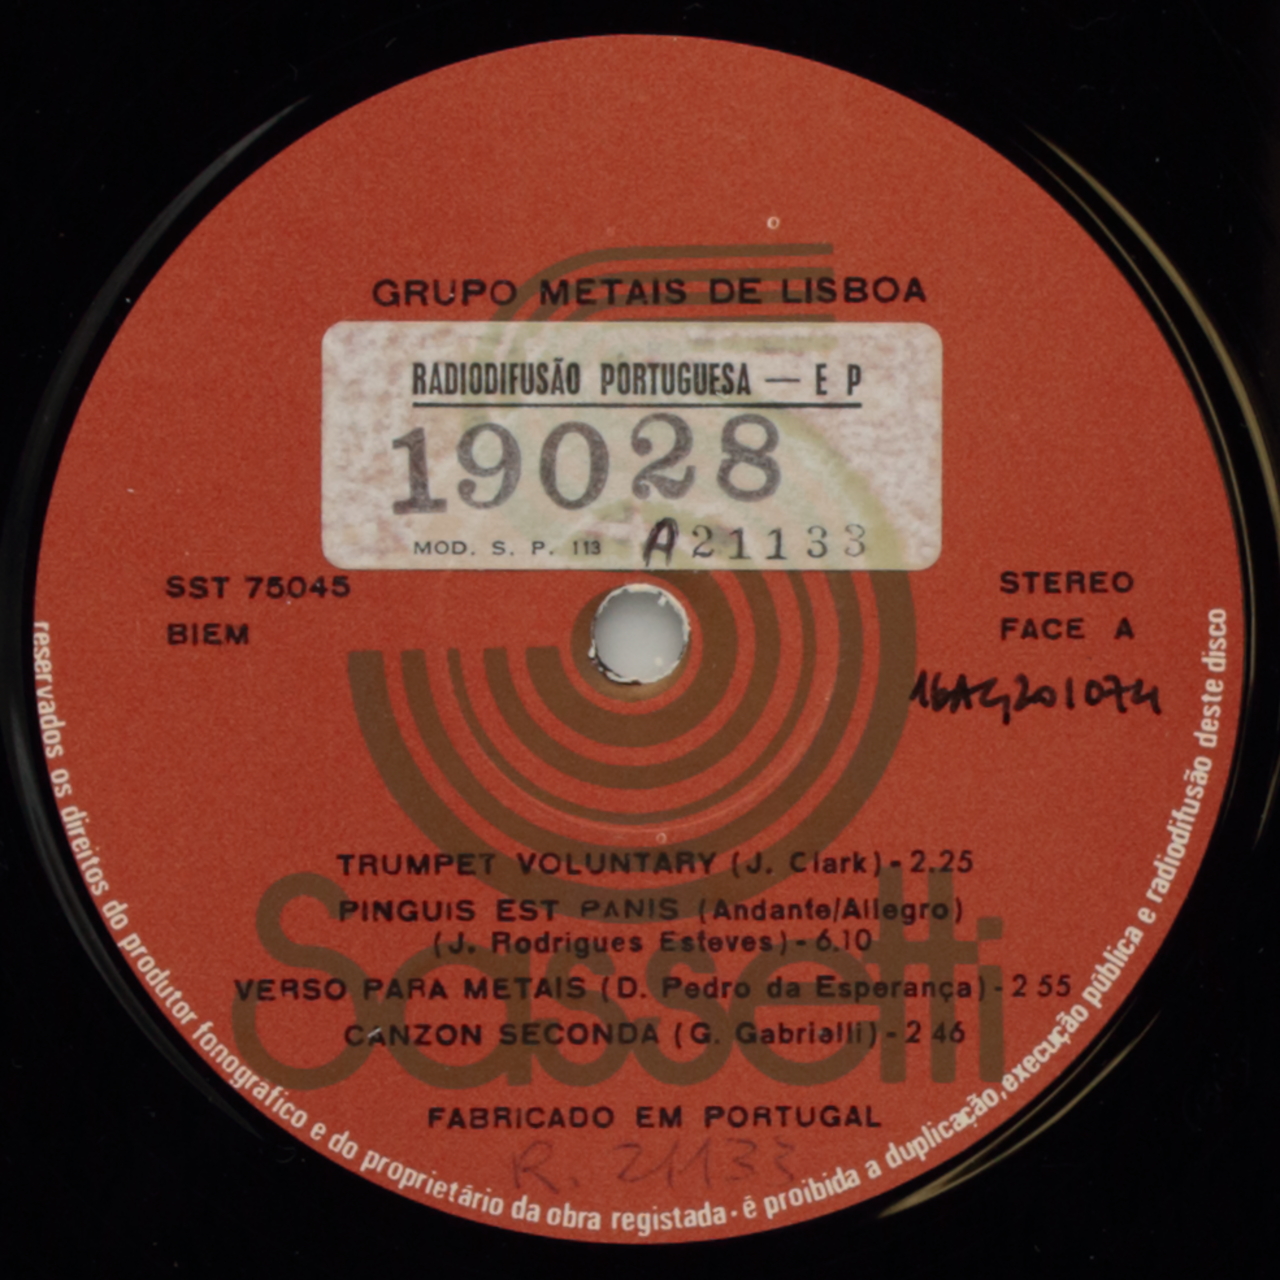 GRUPO METAIS DE LISBOA
RADIODIFUSÃO PORTUGUESA — E P
19028
MOD. S. P. 113 A21133
SST 75045
BIEM
STEREO
FACE A
TRUMPET VOLUNTARY (J. Clark) - 2.25
PINGUIS EST PANIS (Andante/Allegro)
(J. Rodrigues Esteves) - 6.10
VERSO PARA METAIS (D. Pedro da Esperança) - 2 55
CANZON SECONDA (G. Gabrialli) - 2 46
Sassetti
FABRICADO EM PORTUGAL
R. 21133
reservados os direitos do produtor fonográfico e do proprietário da obra registada - é proibida a duplicação, execução pública e radiodifusão deste disco